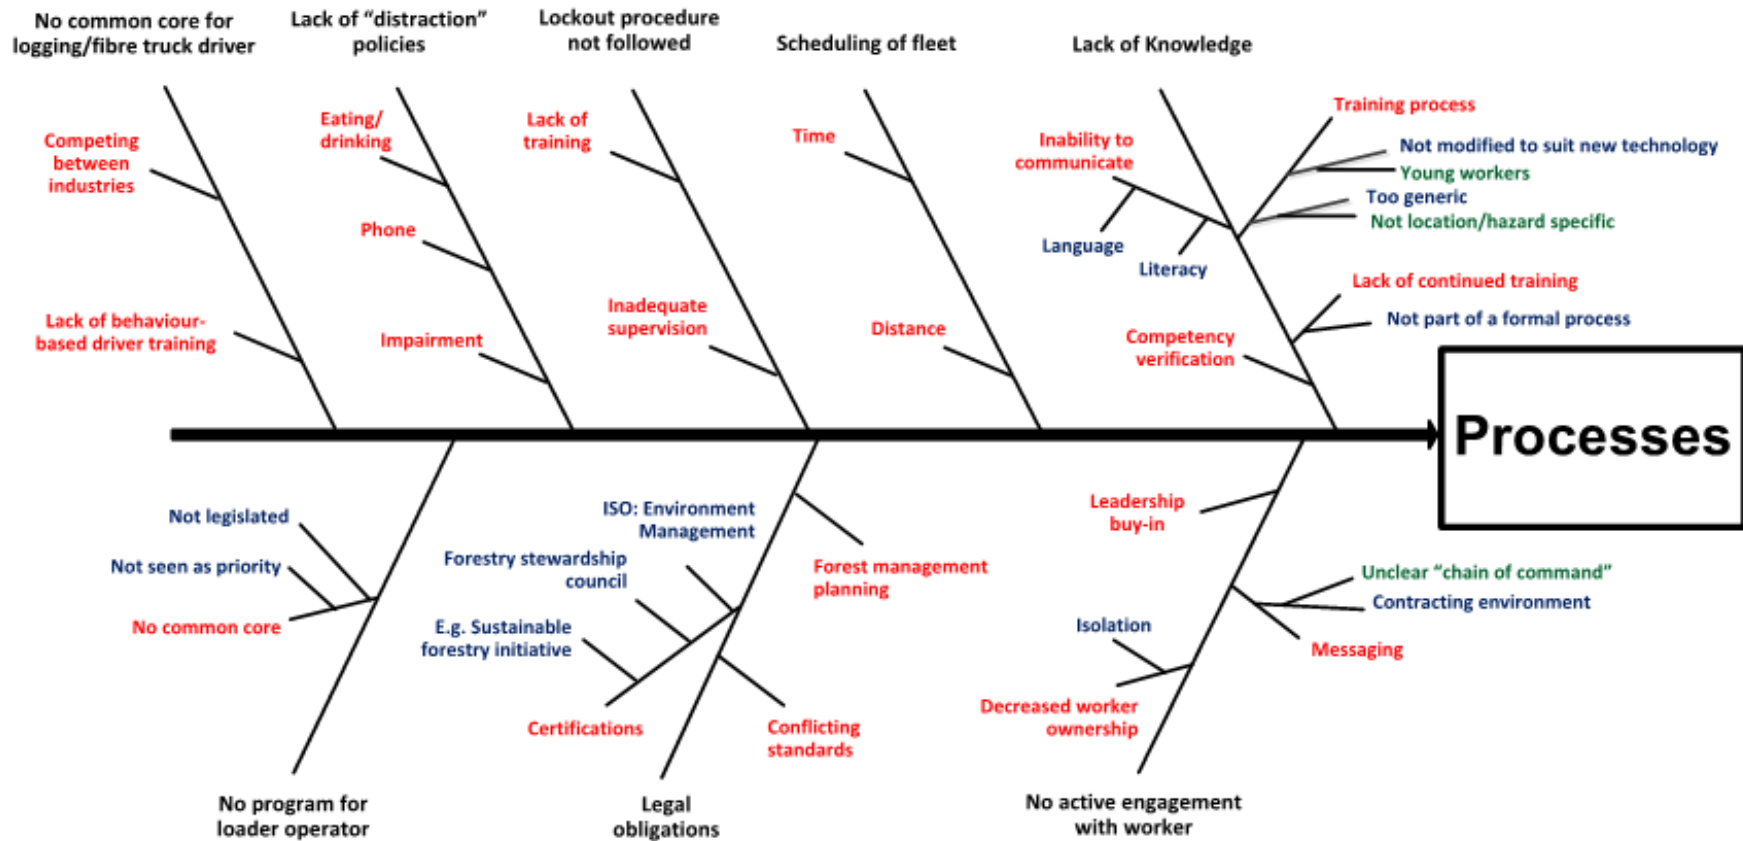 No common core for
logging/fibre truck driver
Lack of “distraction”
policies
Lockout procedure
not followed
Scheduling of fleet
Lack of Knowledge
Competing
between
industries
Lack of behaviour-
based driver training
Eating/
drinking
Phone
Impairment
Lack of
training
Inadequate
supervision
Time
Distance
Inability to
communicate
Language
Literacy
Competency
verification
Training process
Not modified to suit new technology
Young workers
Too generic
Not location/hazard specific
Lack of continued training
Not part of a formal process
Processes
Not legislated
Not seen as priority
No common core
ISO: Environment
Management
Forestry stewardship
council
E.g. Sustainable
forestry initiative
Certifications
Forest management
planning
Conflicting
standards
Leadership
buy-in
Unclear “chain of command”
Contracting environment
Messaging
Isolation
Decreased worker
ownership
No program for
loader operator
Legal
obligations
No active engagement
with worker